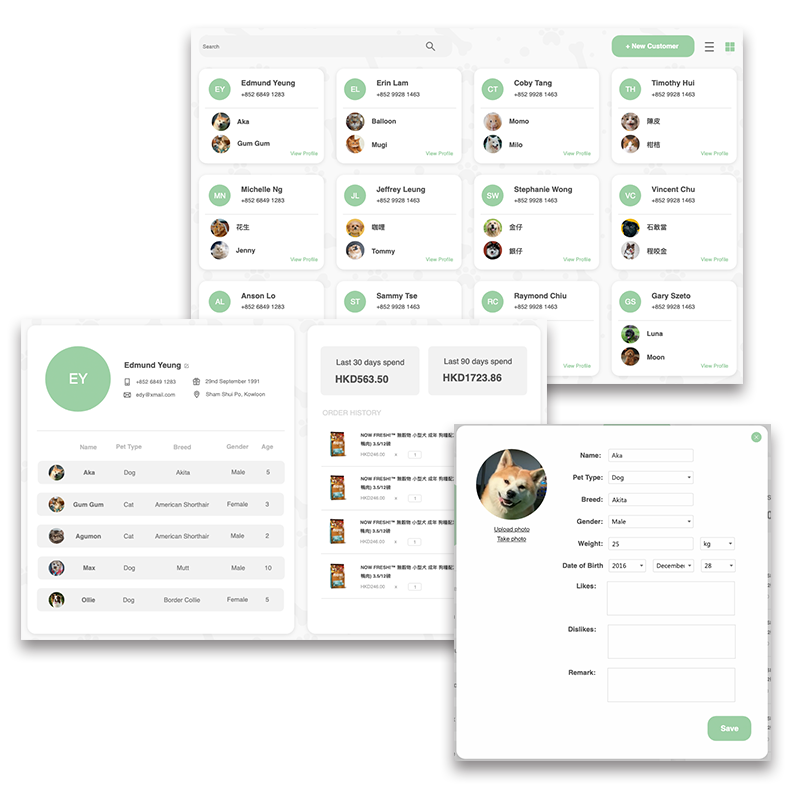 Search
+ New Customer
EY Edmund Yeung
+852 6849 1283
Aka
Gum Gum
View Profile
EL Erin Lam
+852 9928 1463
Balloon
Mugi
View Profile
CT Coby Tang
+852 9928 1463
Momo
Milo
View Profile
TH Timothy Hui
+852 9928 1463
陳皮
柑桔
View Profile
MN Michelle Ng
+852 6849 1283
花生
Jenny
View Profile
JL Jeffrey Leung
+852 9928 1463
咖哩
Tommy
View Profile
SW Stephanie Wong
+852 9928 1463
金仔
銀仔
View Profile
VC Vincent Chu
+852 9928 1463
石敢當
程咬金
View Profile
AL Anson Lo
+852 6849 1283
ST Sammy Tse
+852 9928 1463
RC Raymond Chiu
+852 9928 1463
View Profile
GS Gary Szeto
+852 9928 1463
Luna
Moon
View Profile
EY
Edmund Yeung
+852 6849 1283 29nd September 1991
edy@xmail.com Sham Shui Po, Kowloon
Name Pet Type Breed Gender Age
Aka Dog Akita Male 5
Gum Gum Cat American Shorthair Female 3
Agumon Cat American Shorthair Male 2
Max Dog Mutt Male 10
Ollie Dog Border Collie Female 5
Last 30 days spend
HKD563.50
Last 90 days spend
HKD1723.86
ORDER HISTORY
NOW FRESH!™ 無穀物 小型犬 成年 狗糧配
鴨肉) 3.5/12磅
HKD246.00 x 1
NOW FRESH!™ 無穀物 小型犬 成年 狗糧配
鴨肉) 3.5/12磅
HKD246.00 x 1
NOW FRESH!™ 無穀物 小型犬 成年 狗糧配
鴨肉) 3.5/12磅
HKD246.00 x 1
NOW FRESH!™ 無穀物 小型犬 成年 狗糧配
鴨肉) 3.5/12磅
HKD246.00 x 1
Upload photo
Take photo
Name: Aka
Pet Type: Dog
Breed: Akita
Gender: Male
Weight: 25 kg
Date of Birth 2016 December 28
Likes:
Dislikes:
Remark:
Save